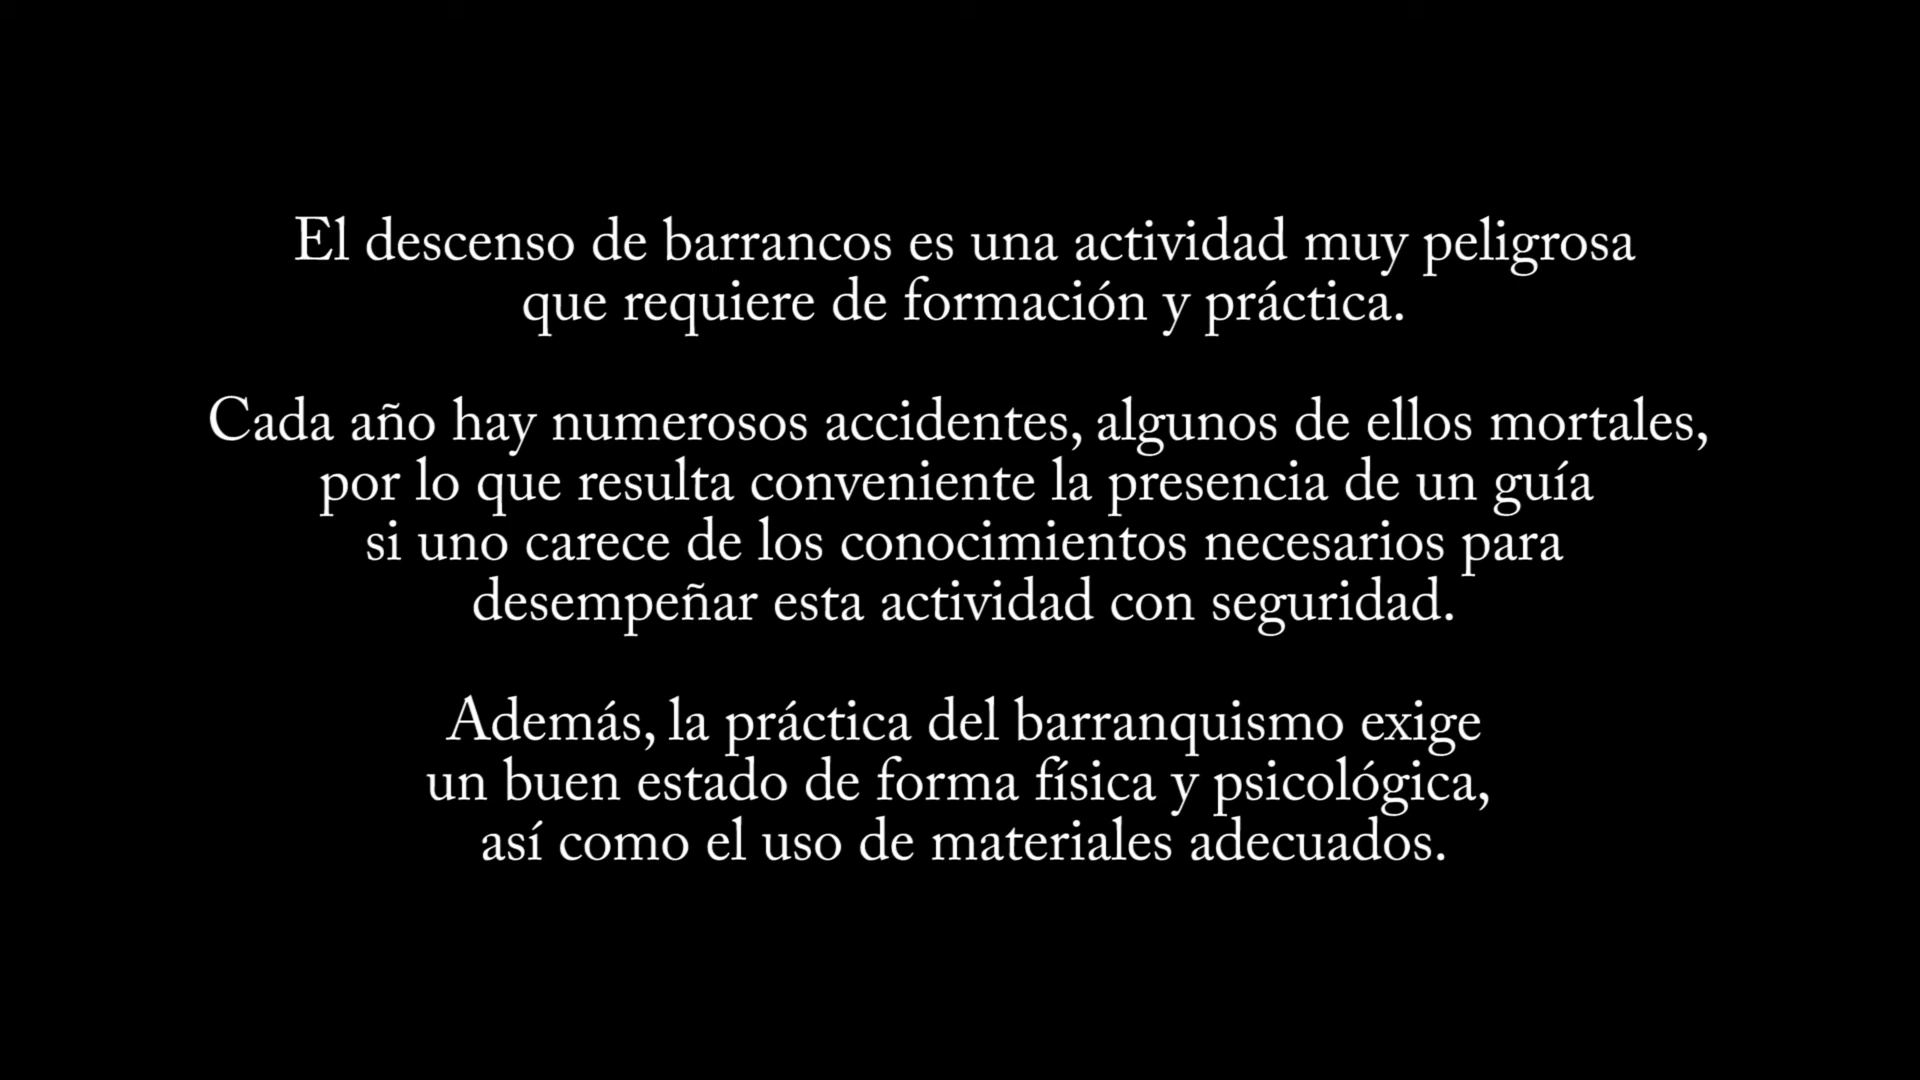 El descenso de barrancos es una actividad muy peligrosa
que requiere de formación y práctica.
Cada año hay numerosos accidentes, algunos de ellos mortales,
por lo que resulta conveniente la presencia de un guía
si uno carece de los conocimientos necesarios para
desempeñar esta actividad con seguridad.
Además, la práctica del barranquismo exige
un buen estado de forma física y psicológica,
así como el uso de materiales adecuados.